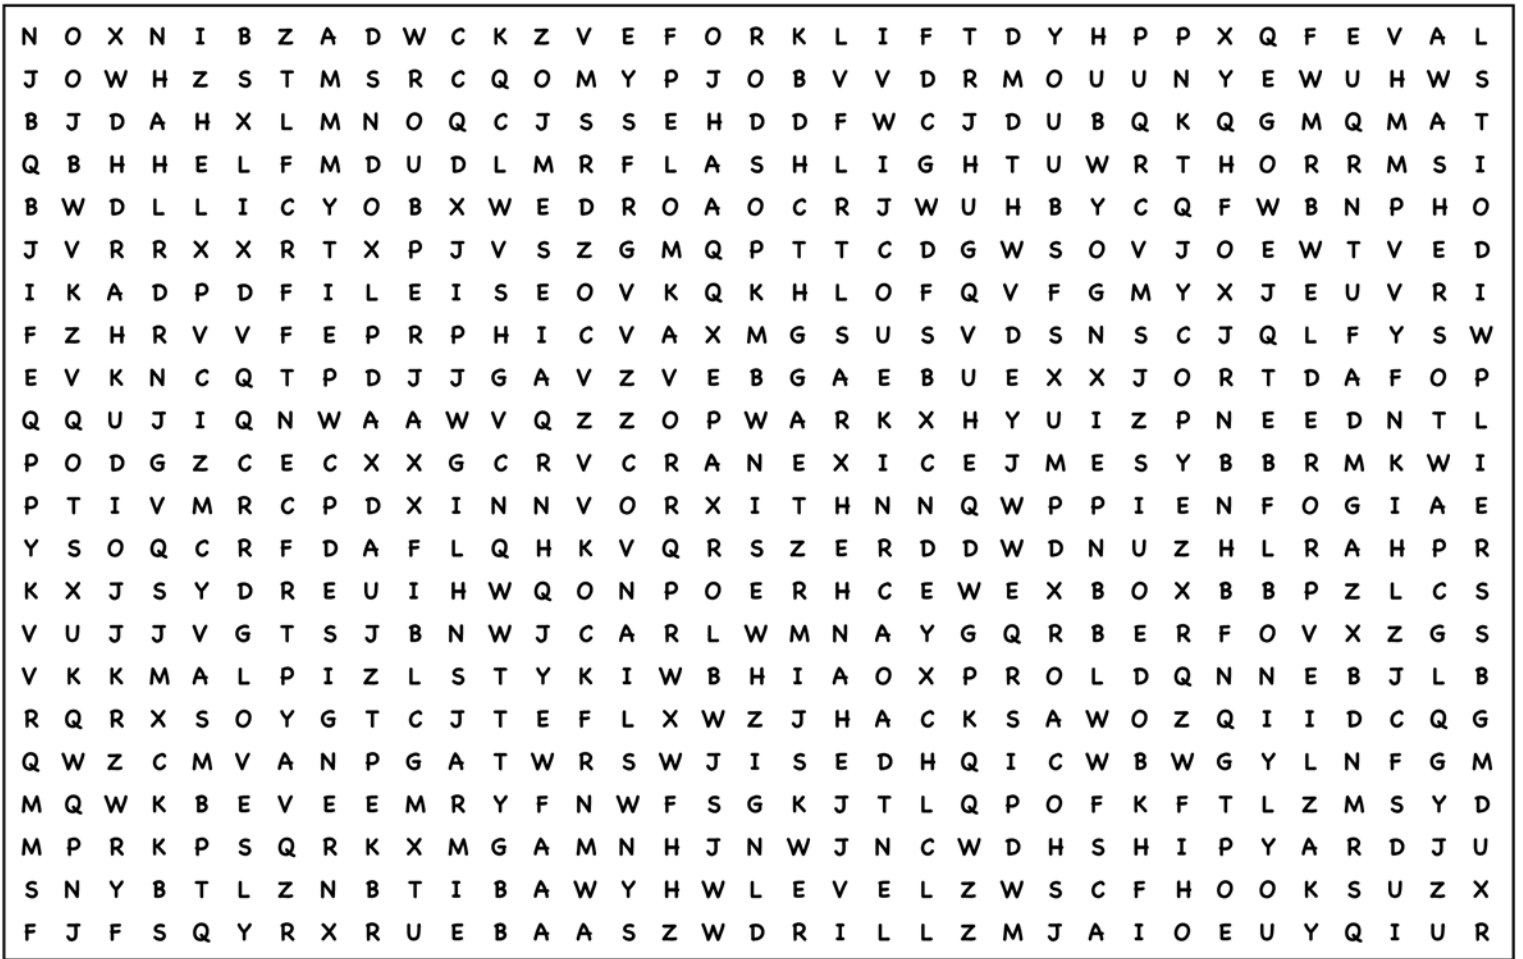 N O X N I B Z A D W C K Z V E F O R K L I F T D Y H P P X Q F E V A L
J O W H Z S T M S R C Q O M Y P J O B V V D R M O U U N Y E W U H W S
B J D A H X L M N O Q C J S S E H D D F W C J D U B Q K Q G M Q M A T
Q B H H E L F M D U D L M R F L A S H L I G H T U W R T H O R R M S I
B W D L L I C Y O B X W E D R O A O C R J W U H B Y C Q F W B N P H O
J V R R X X R T X P J V S Z G M Q P T T C D G W S O V J O E W T V E D
I K A D P D F I L E I S E O V K Q K H L O F Q V F G M Y X J E U V R I
F Z H R V V F E P R P H I C V A X M G S U S V D S N S C J Q L F Y S W
E V K N C Q T P D J J G A V Z V E B G A E B U E X X J O R T D A F O P
Q Q U J I Q N W A A W V Q Z Z O P W A R K X H Y U I Z P N E E D N T L
P O D G Z C E C X X G C R V C R A N E X I C E J M E S Y B B R M K W I
P T I V M R C P D X I N N V O R X I T H N N Q W P P I E N F O G I A E
Y S O Q C R F D A F L Q H K V Q R S Z E R D D W D N U Z H L R A H P R
K X J S Y D R E U I H W Q O N P O E R H C E W E X B O X B B P Z L C S
V U J J V G T S J B N W J C A R L W M N A Y G Q R B E R F O V X Z G S
V K K M A L P I Z L S T Y K I W B H I A O X P R O L D Q N N E B J L B
R Q R X S O Y G T C J T E F L X W Z J H A C K S A W O Z Q I I D C Q G
Q W Z C M V A N P G A T W R S W J I S E D H Q I C W B W G Y L N F G M
M Q W K B E V E E M R Y F N W F S G K J T L Q P O F K F T L Z M S Y D
M P R K P S Q R K X M G A M N H J N W J N C W D H S H I P Y A R D J U
S N Y B T L Z N B T I B A W Y H W L E V E L Z W S C F H O O K S U Z X
F J F S Q Y R X R U E B A A S Z W D R I L L Z M J A I O E U Y Q I U R